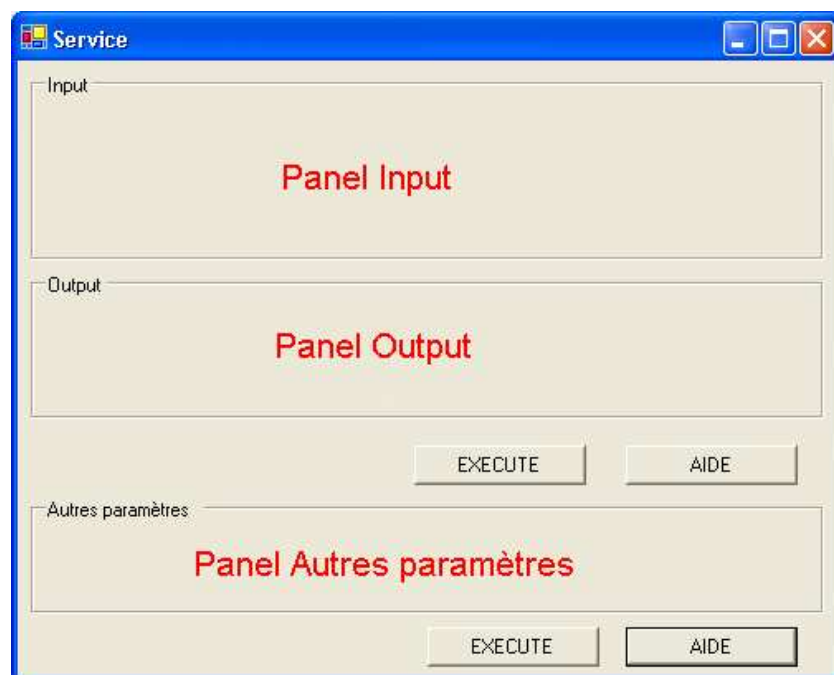 Service
Input
Panel Input
Output
Panel Output
EXECUTE AIDE
Autres paramètres
Panel Autres paramètres
EXECUTE AIDE